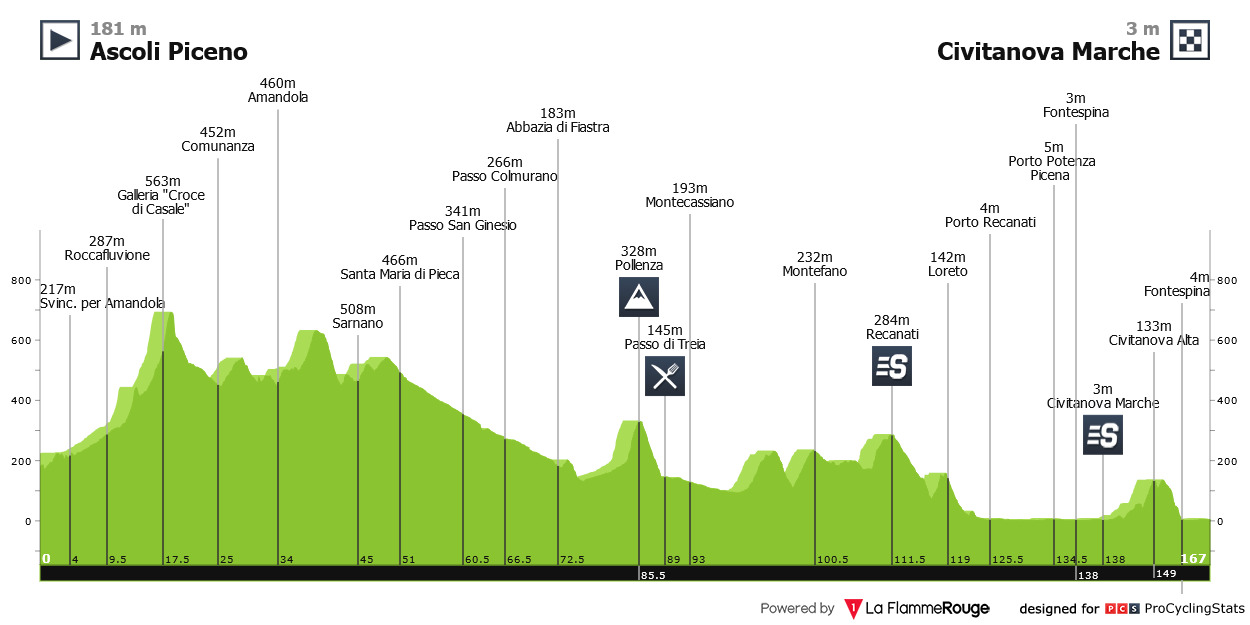 181 m
Ascoli Piceno
3 m
Civitanova Marche
460m
Amandola
3m
Fontespina
183m
Abbazia di Fiastra
452m
Comunanza
5m
Porto Potenza
Picena
266m
Passo Colmurano
563m
Galleria "Croce
di Casale"
193m
Montecassiano
341m
Passo San Ginesio
4m
Porto Recanati
287m
Roccafluvione
328m
Pollenza
466m
Santa Maria di Pieca
232m
Montefano
142m
Loreto
4m
Fontespina
217m
Svinc. per Amandola
508m
Sarnano
145m
Passo di Treia
284m
Recanati
S
133m
Civitanova Alta
3m
Civitanova Marche
S
800 800
600 600
400 400
200 200
0 0
0 4 9.5 17.5 25 34 45 51 60.5 66.5 72.5 89 93 100.5 111.5 119 125.5 134.5 138 167
85.5 138 149
Powered by 1 La FlammeRouge designed for PCS ProCyclingStats